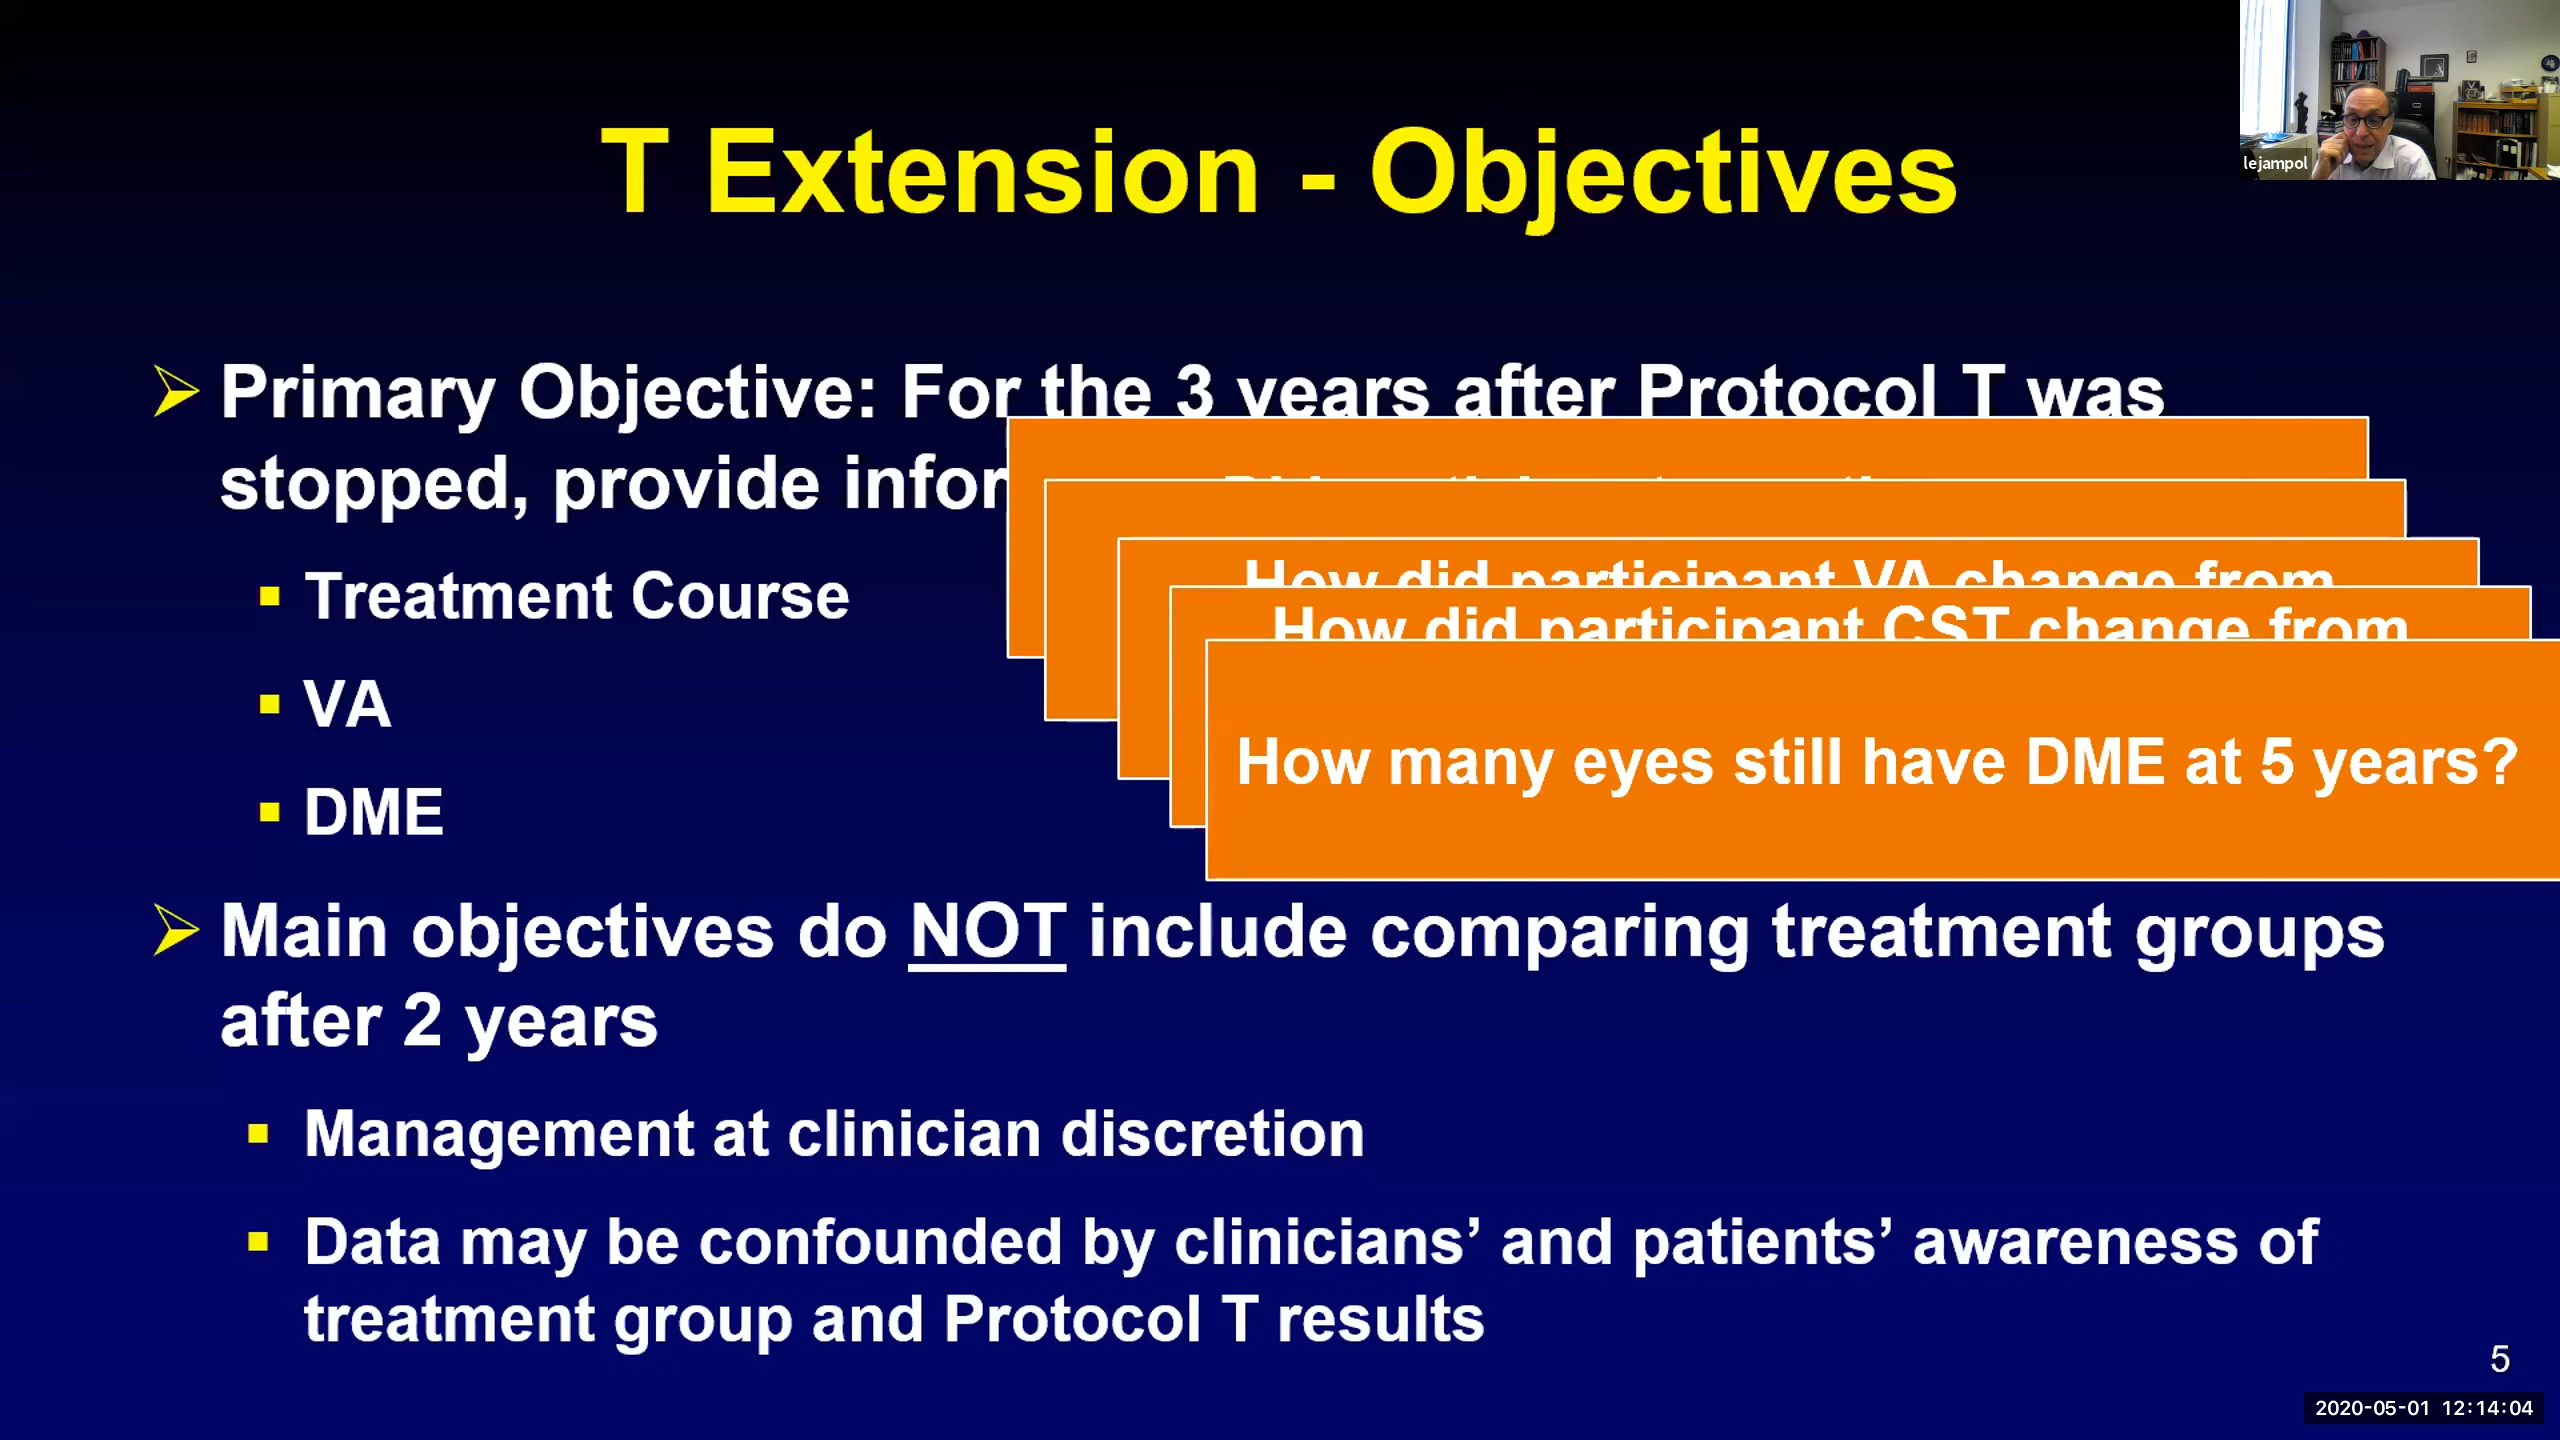 lejampol
T Extension - Objectives
Primary Objective: For the 3 years after Protocol T was
stopped, provide infor
How did participant VA change from
How did participant CST change from
How many eyes still have DME at 5 years?
Treatment Course
VA
DME
Main objectives do NOT include comparing treatment groups
after 2 years
Management at clinician discretion
Data may be confounded by clinicians’ and patients’ awareness of
treatment group and Protocol T results
5
2020-05-01 12:14:04